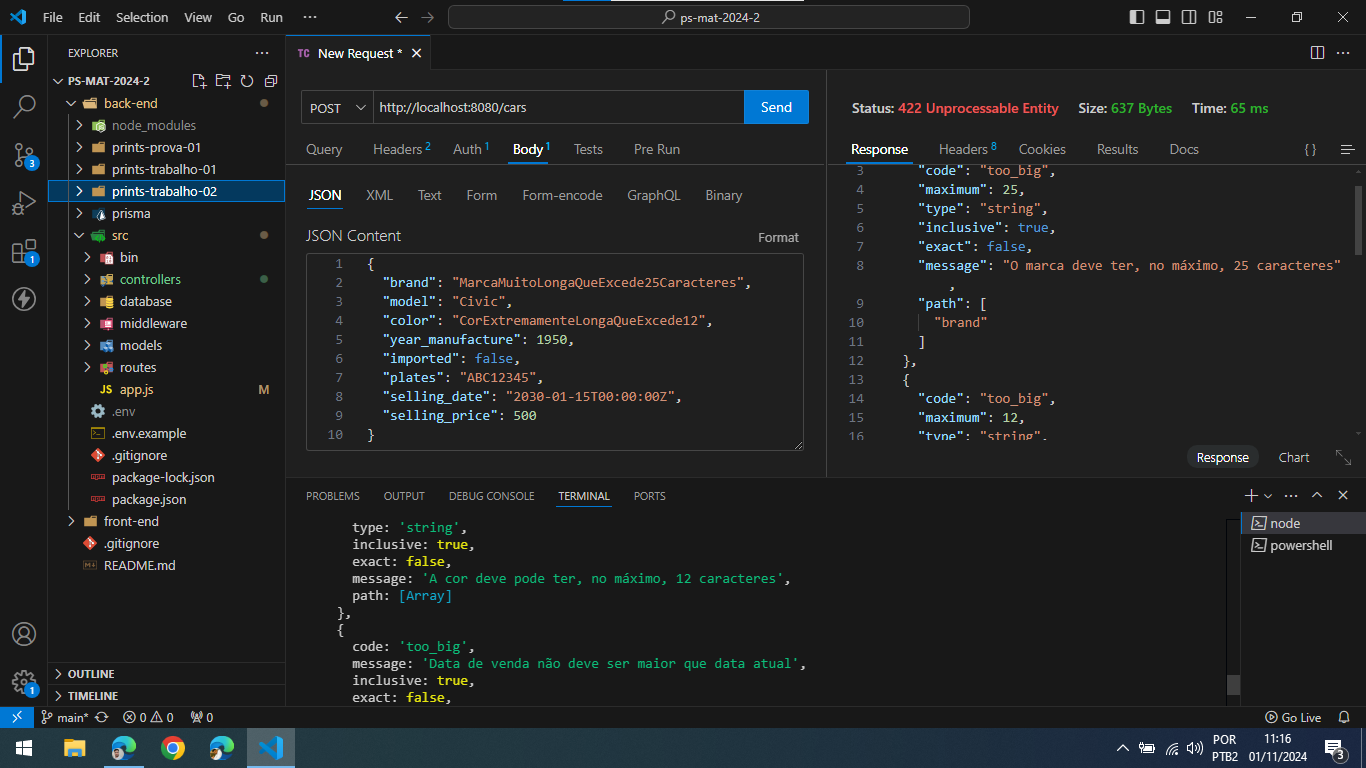 File Edit Selection View Go Run ···
ps-mat-2024-2
EXPLORER
PS-MAT-2024-2
back-end
node_modules
prints-prova-01
prints-trabalho-01
prints-trabalho-02
prisma
src
bin
controllers
database
middleware
models
routes
JS app.js M
.env
.env.example
.gitignore
package-lock.json
package.json
front-end
.gitignore
README.md
OUTLINE
TIMELINE
3
1
1
TC New Request *
POST http://localhost:8080/cars Send
Query Headers 2 Auth 1 Body 1 Tests Pre Run
JSON XML Text Form Form-encode GraphQL Binary
JSON Content Format
1 {
2 "brand": "MarcaMuitoLongaQueExcede25Caracteres",
3 "model": "Civic",
4 "color": "CorExtremamenteLongaQueExcede12",
5 "year_manufacture": 1950,
6 "imported": false,
7 "plates": "ABC12345",
8 "selling_date": "2030-01-15T00:00:00Z",
9 "selling_price": 500
10 }
Status: 422 Unprocessable Entity Size: 637 Bytes Time: 65 ms
Response Headers 8 Cookies Results Docs { }
3 "code": "too_big",
4 "maximum": 25,
5 "type": "string",
6 "inclusive": true,
7 "exact": false,
8 "message": "O marca deve ter, no máximo, 25 caracteres"
,
9 "path": [
10 "brand"
11 ]
12 },
13 {
14 "code": "too_big",
15 "maximum": 12,
16 "type": "string",
Response Chart
PROBLEMS OUTPUT DEBUG CONSOLE TERMINAL PORTS
type: 'string',
inclusive: true,
exact: false,
message: 'A cor deve pode ter, no máximo, 12 caracteres',
path: [Array]
},
{
code: 'too_big',
message: 'Data de venda não deve ser maior que data atual',
inclusive: true,
exact: false,
node
powershell
main* 0 0 0 Go Live
POR
PTB2
11:16
01/11/2024
3